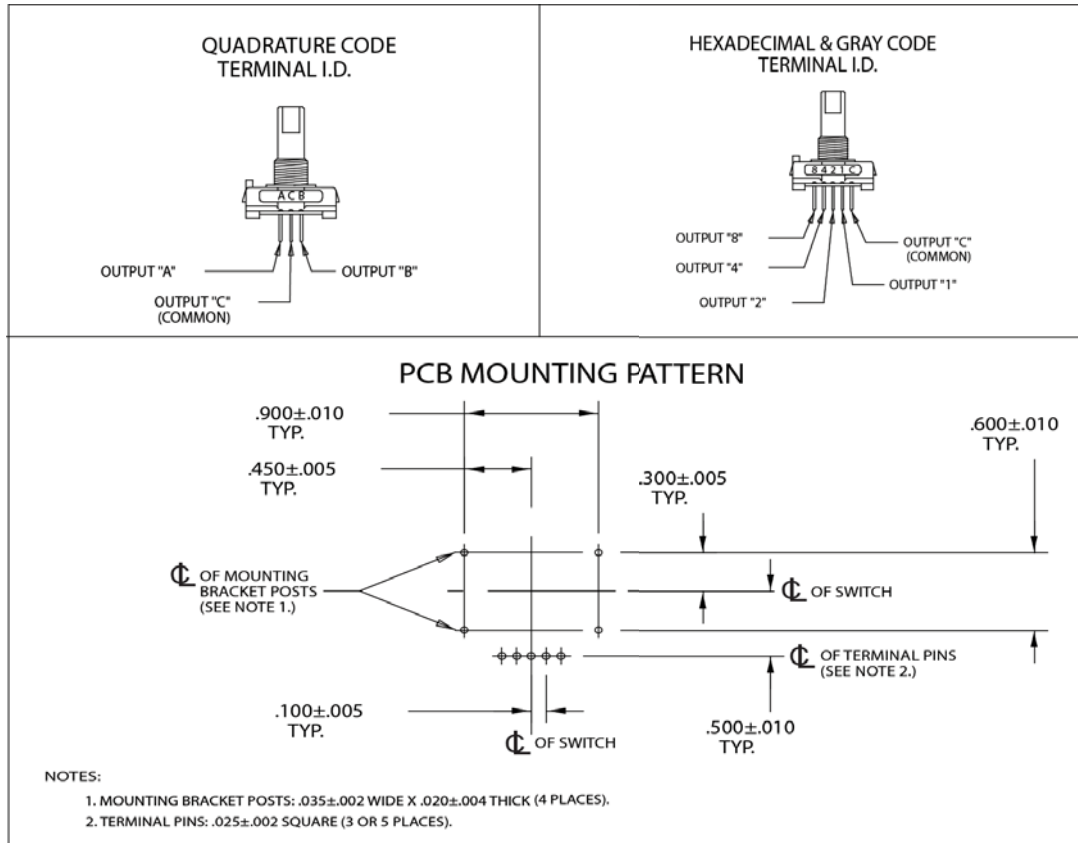 QUADRATURE CODE
TERMINAL I.D.
A C B
OUTPUT "A"
OUTPUT "B"
OUTPUT "C"
(COMMON)
HEXADECIMAL & GRAY CODE
TERMINAL I.D.
8 4 2 1 C
OUTPUT "8"
OUTPUT "C"
(COMMON)
OUTPUT "4"
OUTPUT "1"
OUTPUT "2"
PCB MOUNTING PATTERN
.900±.010
TYP.
.600±.010
TYP.
.450±.005
TYP.
.300±.005
TYP.
℄ OF MOUNTING
BRACKET POSTS
(SEE NOTE 1.)
℄ OF SWITCH
℄ OF TERMINAL PINS
(SEE NOTE 2.)
.100±.005
TYP.
℄ OF SWITCH
.500±.010
TYP.
NOTES:
1. MOUNTING BRACKET POSTS: .035±.002 WIDE X .020±.004 THICK (4 PLACES).
2. TERMINAL PINS: .025±.002 SQUARE (3 OR 5 PLACES).